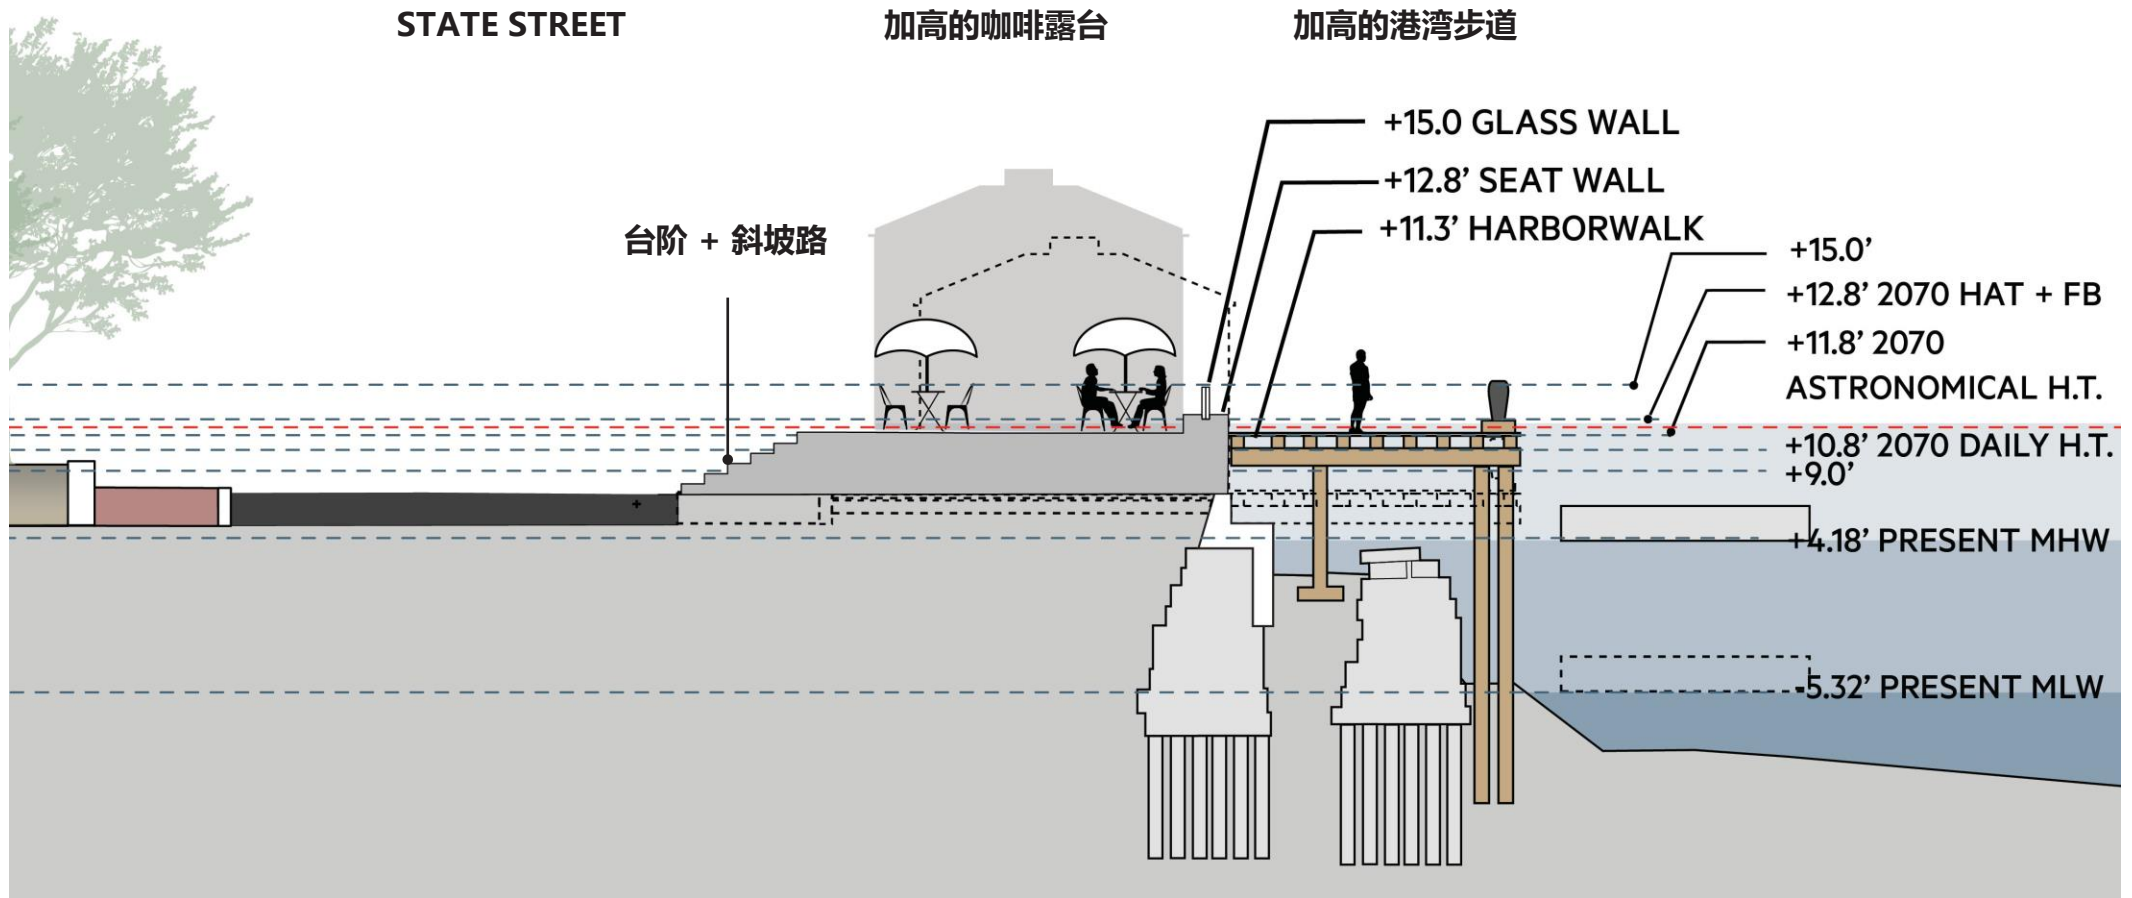 STATE STREET
加高的咖啡露台
加高的港湾步道
+15.0 GLASS WALL
+12.8’ SEAT WALL
+11.3’ HARBORWALK
台阶 + 斜坡路
+15.0’
+12.8’ 2070 HAT + FB
+11.8’ 2070
ASTRONOMICAL H.T.
+10.8’ 2070 DAILY H.T.
+9.0’
+4.18’ PRESENT MHW
-5.32’ PRESENT MLW